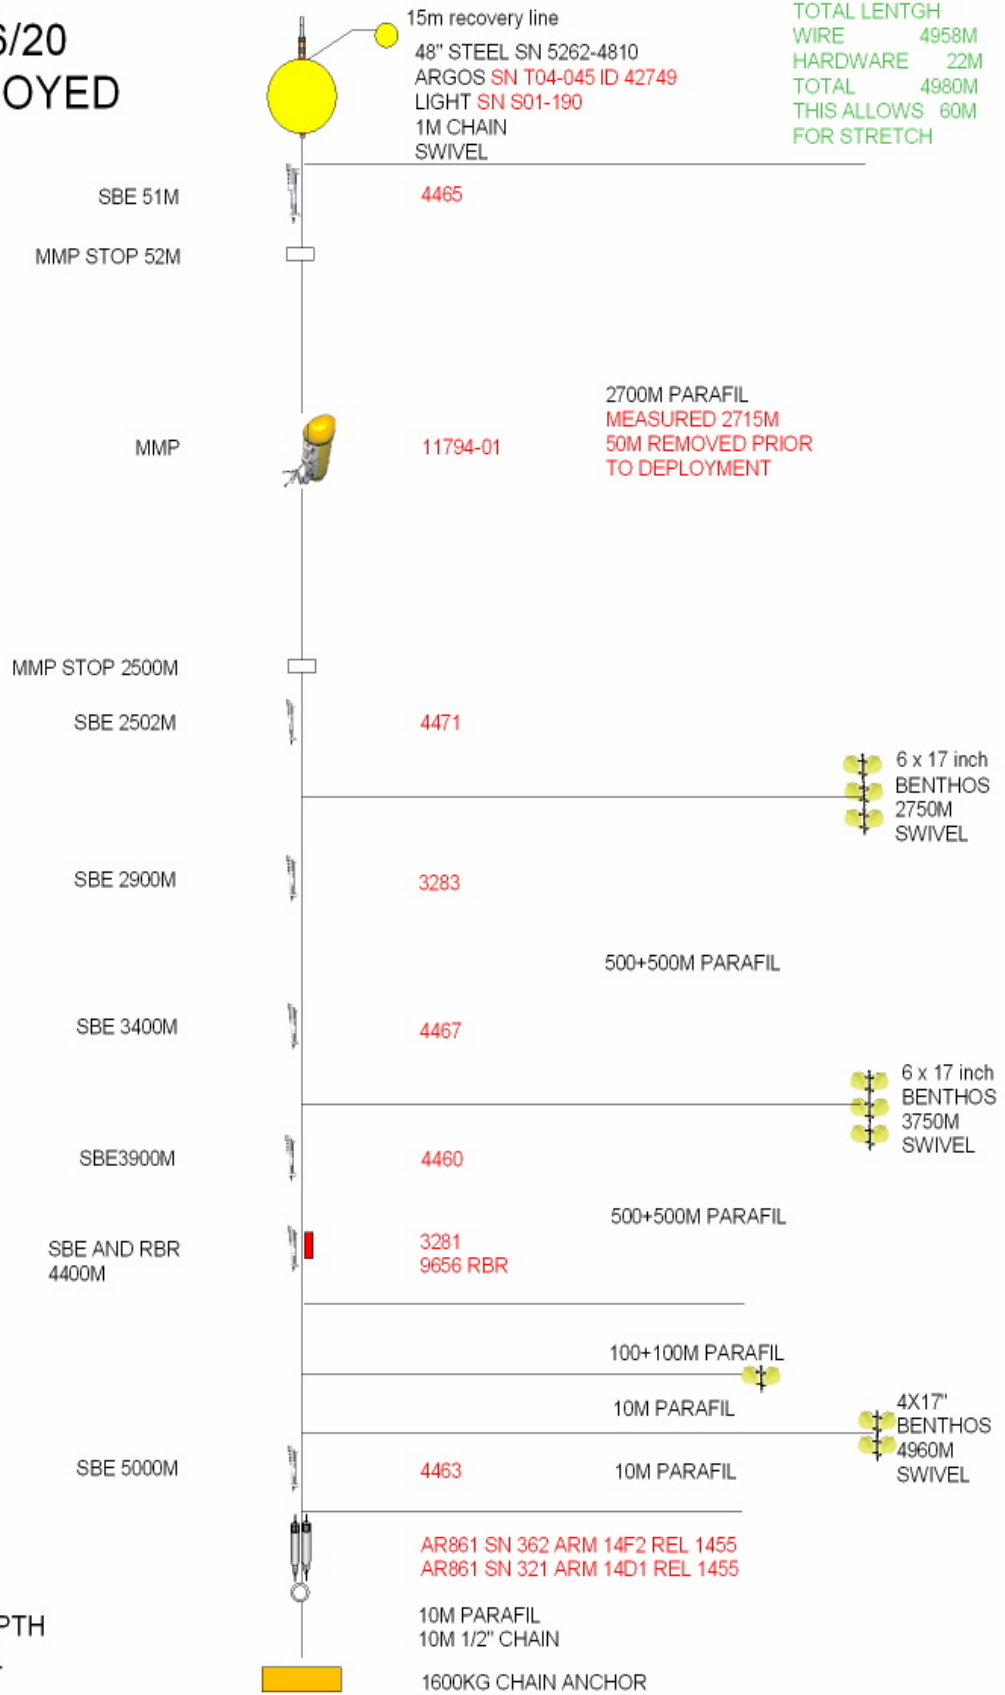 6/20
OYED
15m recovery line
48" STEEL SN 5262-4810
ARGOS SN T04-045 ID 42749
LIGHT SN S01-190
1M CHAIN
SWIVEL
TOTAL LENTGH
WIRE 4958M
HARDWARE 22M
TOTAL 4980M
THIS ALLOWS 60M
FOR STRETCH
SBE 51M
4465
MMP STOP 52M
2700M PARAFIL
MEASURED 2715M
50M REMOVED PRIOR
TO DEPLOYMENT
MMP
11794-01
MMP STOP 2500M
SBE 2502M
4471
6 x 17 inch
BENTHOS
2750M
SWIVEL
SBE 2900M
3283
500+500M PARAFIL
SBE 3400M
4467
6 x 17 inch
BENTHOS
3750M
SWIVEL
SBE3900M
4460
500+500M PARAFIL
SBE AND RBR
4400M
3281
9656 RBR
100+100M PARAFIL
10M PARAFIL
4X17"
BENTHOS
4960M
SWIVEL
SBE 5000M
4463
10M PARAFIL
AR861 SN 362 ARM 14F2 REL 1455
AR861 SN 321 ARM 14D1 REL 1455
PTH
10M PARAFIL
10M 1/2" CHAIN
1600KG CHAIN ANCHOR